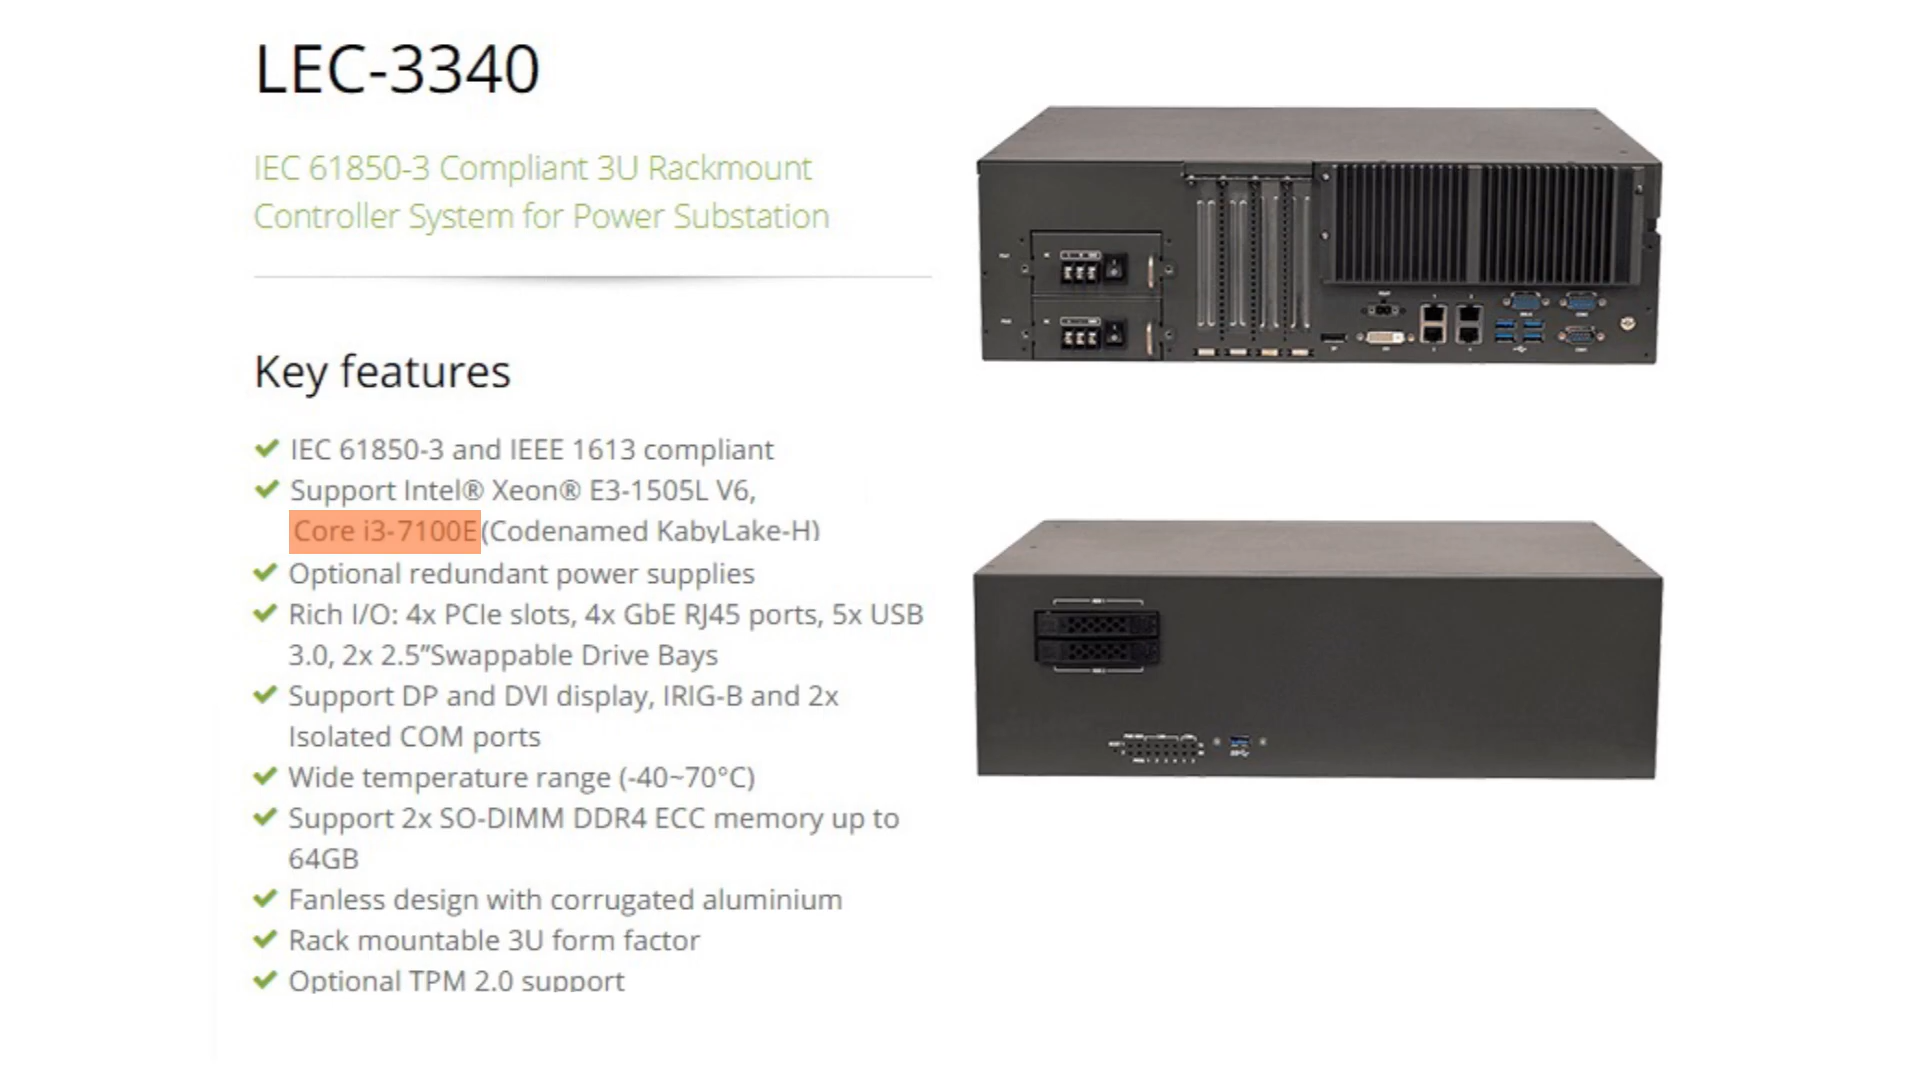 LEC-3340
IEC 61850-3 Compliant 3U Rackmount
Controller System for Power Substation
Key features
IEC 61850-3 and IEEE 1613 compliant
Support Intel® Xeon® E3-1505L V6,
Core i3-7100E (Codenamed KabyLake-H)
Optional redundant power supplies
Rich I/O: 4x PCIe slots, 4x GbE RJ45 ports, 5x USB
3.0, 2x 2.5”Swappable Drive Bays
Support DP and DVI display, IRIG-B and 2x
Isolated COM ports
Wide temperature range (-40~70°C)
Support 2x SO-DIMM DDR4 ECC memory up to
64GB
Fanless design with corrugated aluminium
Rack mountable 3U form factor
Optional TPM 2.0 support